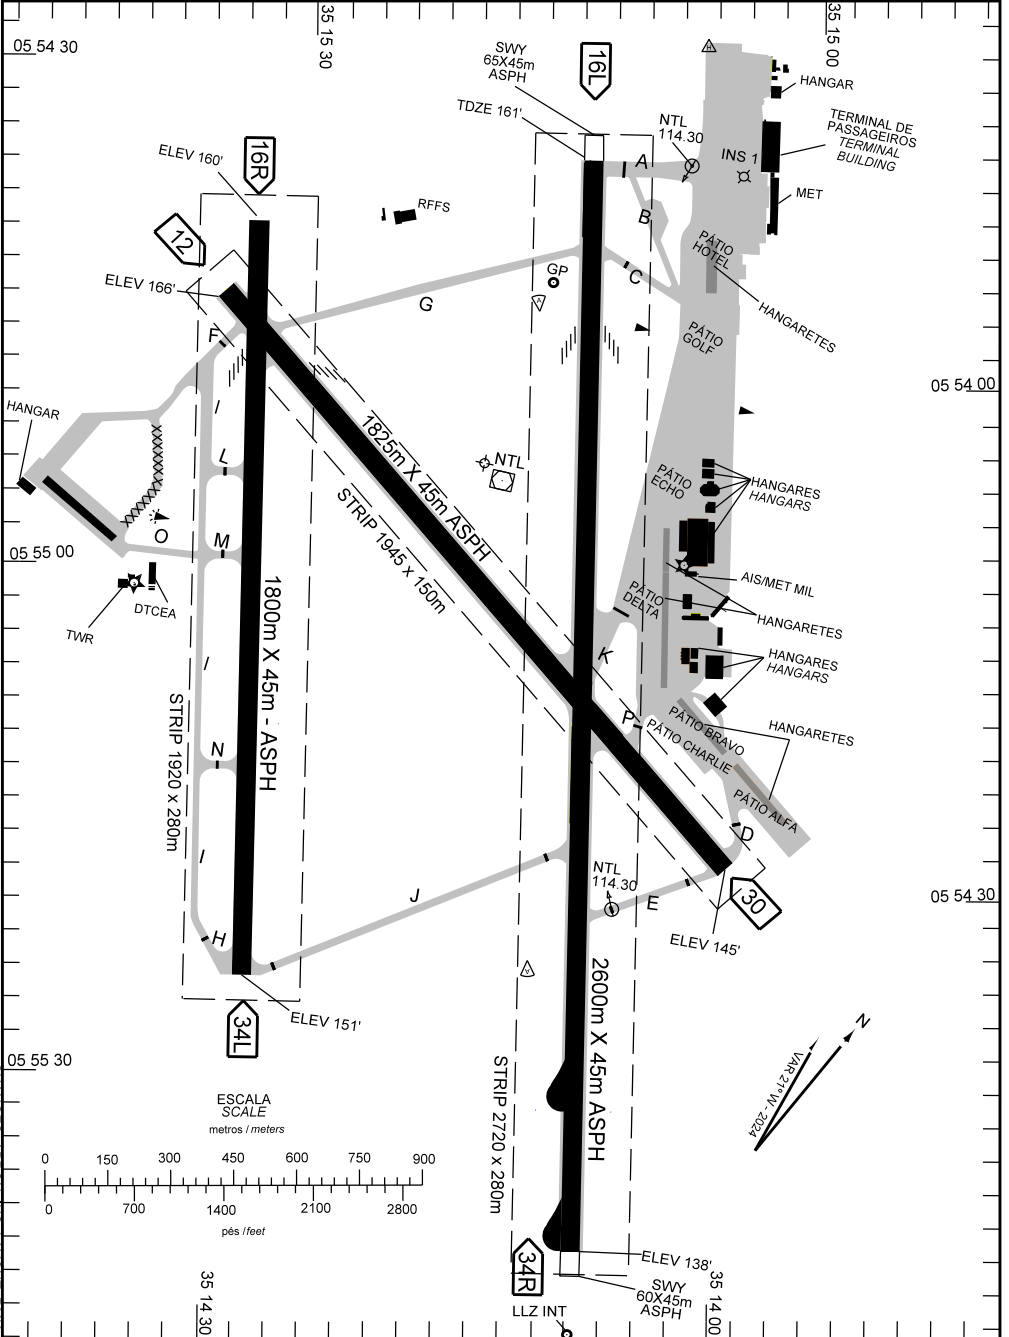 35 15 30
35 15 00
05 54 30
SWY
65X45m
ASPH
16L
HANGAR
TDZE 161'
NTL
114.30
TERMINAL DE
PASSAGEIROS
TERMINAL
BUILDING
ELEV 160'
16R
A
INS 1
MET
RFFS
B
12
PÁTIO
HOTEL
ELEV 166'
GP
C
G
HANGARETES
F
PÁTIO
GOLF
05 54 00
HANGAR
I
1825m X 45m ASPH
L
NTL
PÁTIO
ECHO
HANGARES
HANGARS
STRIP 1945 x 150m
O
M
05 55 00
AIS/MET MIL
TWR
DTCEA
1800m X 45m - ASPH
PÁTIO
DELTA
HANGARETES
I
K
HANGARES
HANGARS
STRIP 1920 x 280m
N
P
PÁTIO BRAVO
PÁTIO CHARLIE
HANGARETES
PÁTIO ALFA
D
I
J
NTL
114.30
E
30
05 54 30
H
ELEV 145'
2600m X 45m ASPH
34L
ELEV 151'
N
VAR 21° W - 2024
05 55 30
STRIP 2720 x 280m
ESCALA
SCALE
metros / meters
0 150 300 450 600 750 900
0 700 1400 2100 2800
pés / feet
34R
ELEV 138'
SWY
60X45m
ASPH
LLZ INT
35 14 30
35 14 00